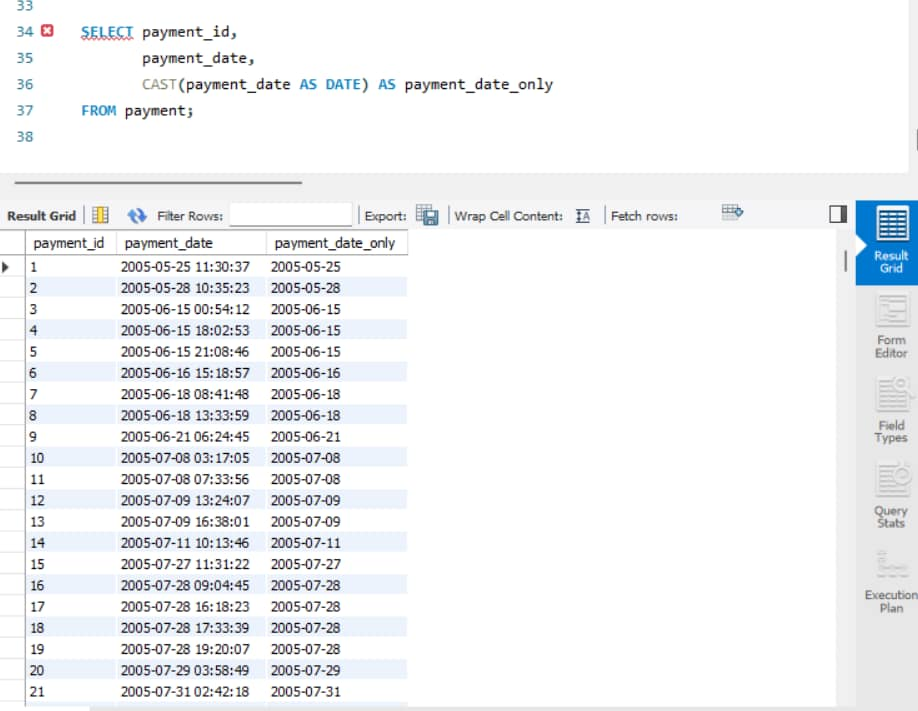 33
34 SELECT payment_id,
35 payment_date,
36 CAST(payment_date AS DATE) AS payment_date_only
37 FROM payment;
38
Result Grid Filter Rows: Export: Wrap Cell Content: IA Fetch rows:
payment_id payment_date payment_date_only
1 2005-05-25 11:30:37 2005-05-25
2 2005-05-28 10:35:23 2005-05-28
3 2005-06-15 00:54:12 2005-06-15
4 2005-06-15 18:02:53 2005-06-15
5 2005-06-15 21:08:46 2005-06-15
6 2005-06-16 15:18:57 2005-06-16
7 2005-06-18 08:41:48 2005-06-18
8 2005-06-18 13:33:59 2005-06-18
9 2005-06-21 06:24:45 2005-06-21
10 2005-07-08 03:17:05 2005-07-08
11 2005-07-08 07:33:56 2005-07-08
12 2005-07-09 13:24:07 2005-07-09
13 2005-07-09 16:38:01 2005-07-09
14 2005-07-11 10:13:46 2005-07-11
15 2005-07-27 11:31:22 2005-07-27
16 2005-07-28 09:04:45 2005-07-28
17 2005-07-28 16:18:23 2005-07-28
18 2005-07-28 17:33:39 2005-07-28
19 2005-07-28 19:20:07 2005-07-28
20 2005-07-29 03:58:49 2005-07-29
21 2005-07-31 02:42:18 2005-07-31
Result
Grid
Form
Editor
Field
Types
Query
Stats
Execution
Plan